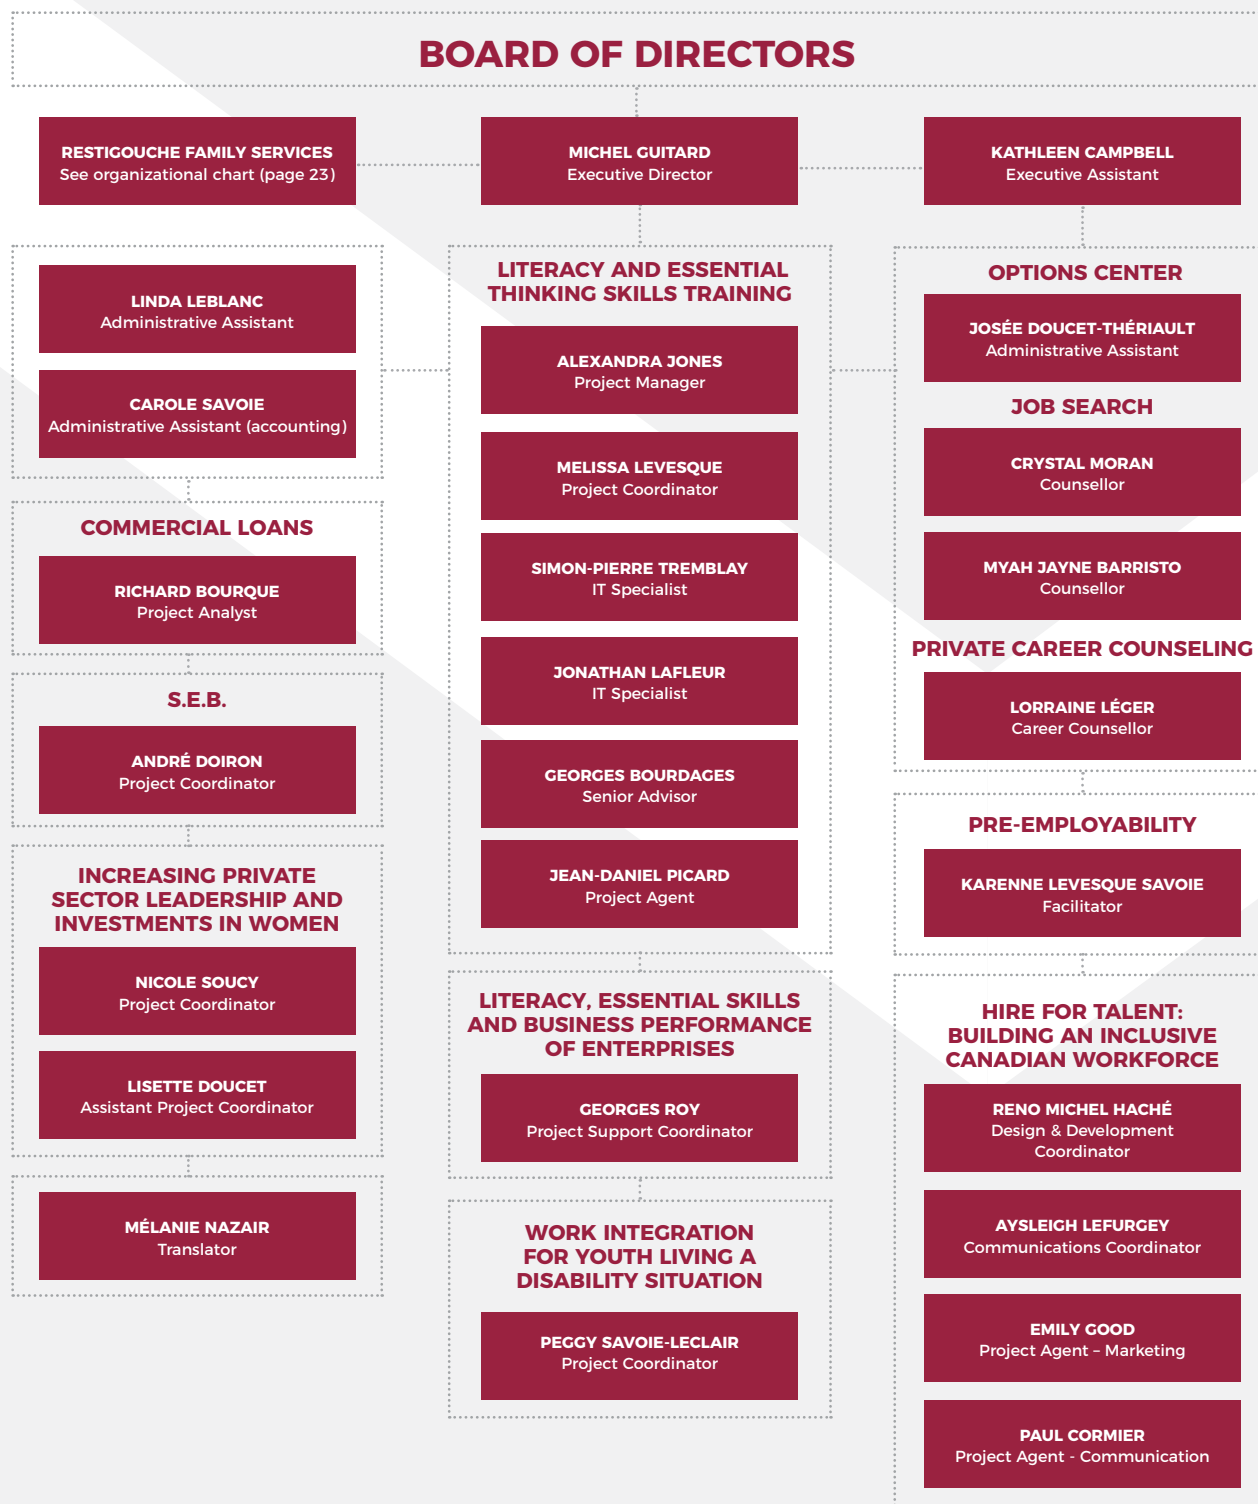 BOARD OF DIRECTORS
RESTIGOUCHE FAMILY SERVICES
See organizational chart (page 23)
MICHEL GUITARD
Executive Director
KATHLEEN CAMPBELL
Executive Assistant
LINDA LEBLANC
Administrative Assistant
CAROLE SAVOIE
Administrative Assistant (accounting)
COMMERCIAL LOANS
RICHARD BOURQUE
Project Analyst
S.E.B.
ANDRÉ DOIRON
Project Coordinator
INCREASING PRIVATE
SECTOR LEADERSHIP AND
INVESTMENTS IN WOMEN
NICOLE SOUCY
Project Coordinator
LISETTE DOUCET
Assistant Project Coordinator
MÉLANIE NAZAIR
Translator
LITERACY AND ESSENTIAL
THINKING SKILLS TRAINING
ALEXANDRA JONES
Project Manager
MELISSA LEVESQUE
Project Coordinator
SIMON-PIERRE TREMBLAY
IT Specialist
JONATHAN LAFLEUR
IT Specialist
GEORGES BOURDAGES
Senior Advisor
JEAN-DANIEL PICARD
Project Agent
LITERACY, ESSENTIAL SKILLS
AND BUSINESS PERFORMANCE
OF ENTERPRISES
GEORGES ROY
Project Support Coordinator
WORK INTEGRATION
FOR YOUTH LIVING A
DISABILITY SITUATION
PEGGY SAVOIE-LECLAIR
Project Coordinator
OPTIONS CENTER
JOSÉE DOUCET-THÉRIAULT
Administrative Assistant
JOB SEARCH
CRYSTAL MORAN
Counsellor
MYAH JAYNE BARRISTO
Counsellor
PRIVATE CAREER COUNSELING
LORRAINE LÉGER
Career Counsellor
PRE-EMPLOYABILITY
KARENNE LEVESQUE SAVOIE
Facilitator
HIRE FOR TALENT:
BUILDING AN INCLUSIVE
CANADIAN WORKFORCE
RENO MICHEL HACHÉ
Design & Development
Coordinator
AYSLEIGH LEFURGEY
Communications Coordinator
EMILY GOOD
Project Agent – Marketing
PAUL CORMIER
Project Agent - Communication